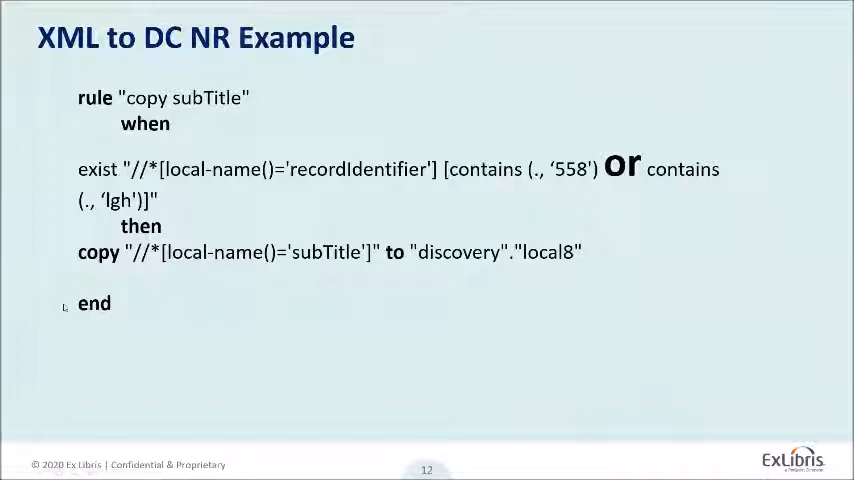 XML to DC NR Example
rule "copy subTitle"
when
exist "//*[local-name()='recordIdentifier'] [contains (., ‘558') or contains
(., ‘lgh')]"
then
copy "//*[local-name()='subTitle']" to "discovery"."local8"
end
© 2020 Ex Libris | Confidential & Proprietary
12
ExLibris